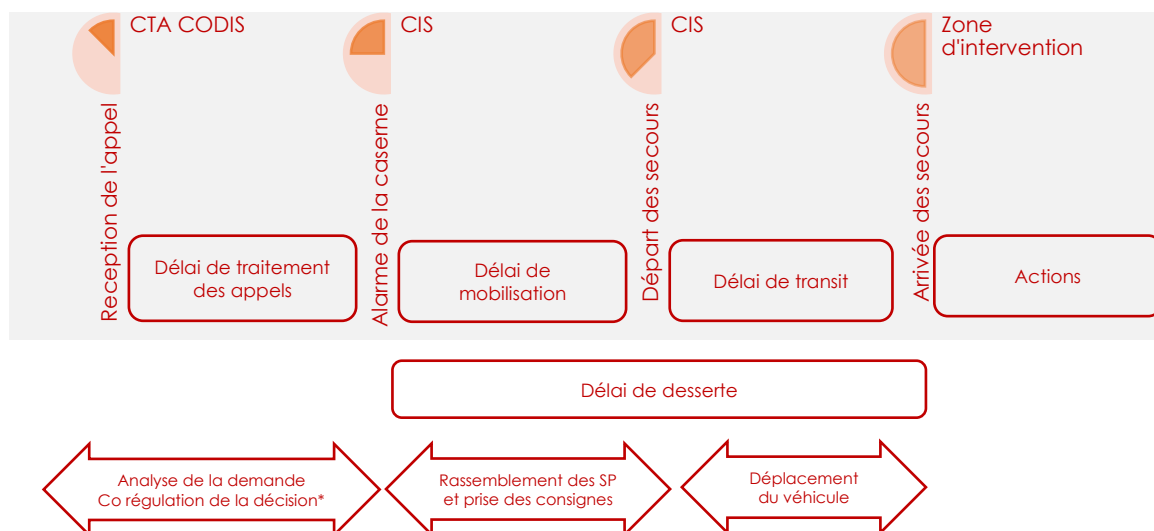 CTA CODIS
CIS
CIS
Zone
d'intervention
Reception de l'appel
Alarme de la caserne
Départ des secours
Arrivée des secours
Délai de traitement
des appels
Délai de
mobilisation
Délai de transit
Actions
Délai de desserte
Analyse de la demande
Co régulation de la décision*
Rassemblement des SP
et prise des consignes
Déplacement
du véhicule